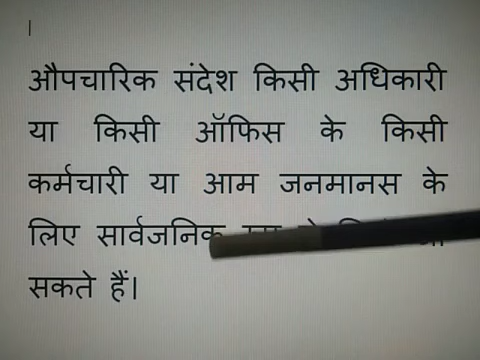 औपचारिक संदेश किसी अधिकारी
या किसी ऑफिस के किसी
कर्मचारी या आम जनमानस के
लिए सार्वजनिक
सकते हैं।